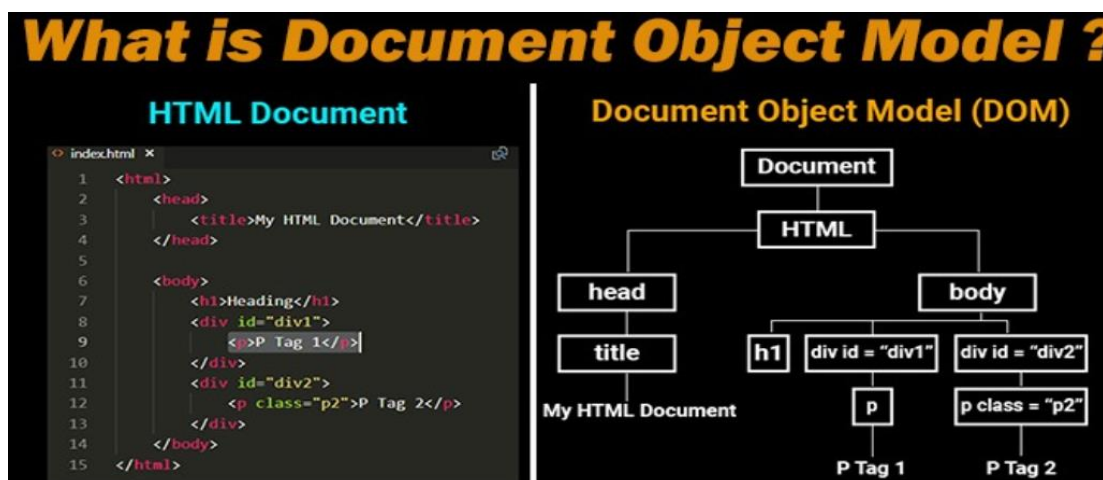 What is Document Object Model ?
HTML Document
index.html ×
1 <html>
2 <head>
3 <title>My HTML Document</title>
4 </head>
5
6 <body>
7 <h1>Heading</h1>
8 <div id="div1">
9 <p>P Tag 1</p>
10 </div>
11 <div id="div2">
12 <p class="p2">P Tag 2</p>
13 </div>
14 </body>
15 </html>
Document Object Model (DOM)
Document
HTML
head
body
title
h1
div id = “div1”
div id = “div2”
My HTML Document
p
p class = “p2”
P Tag 1
P Tag 2